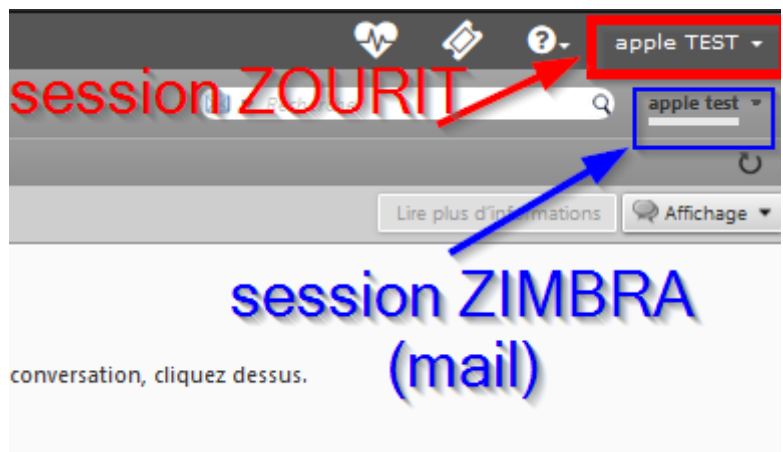 apple TEST
session ZOURIT
apple test
Lire plus d'informations
Affichage
session ZIMBRA
(mail)
conversation, cliquez dessus.